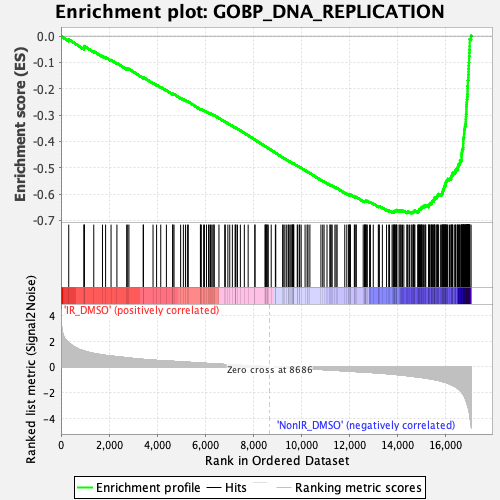 Enrichment plot: GOBP_DNA_REPLICATION
Enrichment score (ES)
0.0
-0.1
-0.2
-0.3
-0.4
-0.5
-0.6
-0.7
Ranked list metric (Signal2Noise)
'IR_DMSO' (positively correlated)
4
2
0
-2
-4
Zero cross at 8686
'NonIR_DMSO' (negatively correlated)
0
2,000
4,000
6,000
8,000
10,000
12,000
14,000
16,000
Rank in Ordered Dataset
Enrichment profile
Hits
Ranking metric scores